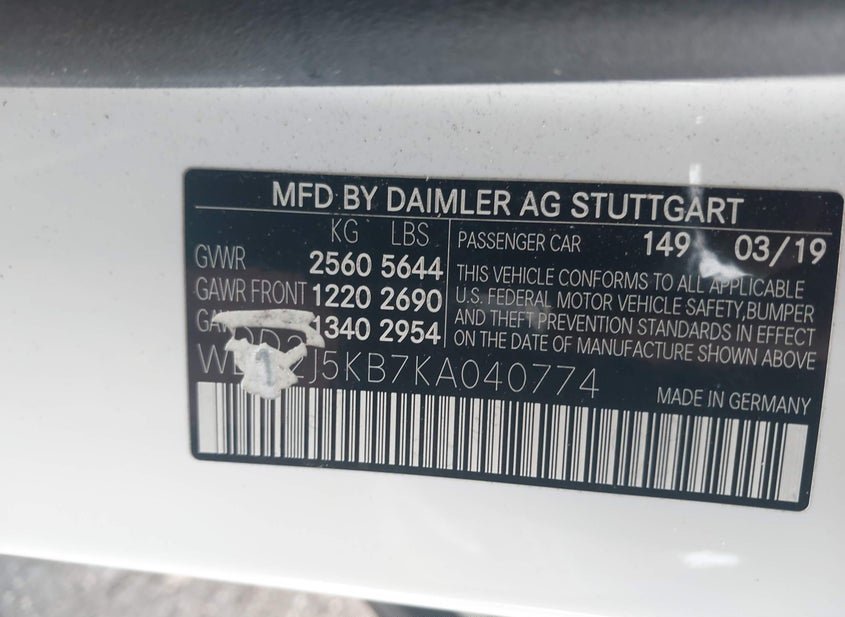 MFD BY DAIMLER AG STUTTGART
KG LBS
GVWR 2560 5644
GAWR FRONT 1220 2690
1340 2954
PASSENGER CAR 149 03/19
THIS VEHICLE CONFORMS TO ALL APPLICABLE
U.S. FEDERAL MOTOR VEHICLE SAFETY,BUMPER
AND THEFT PREVENTION STANDARDS IN EFFECT
ON THE DATE OF MANUFACTURE SHOWN ABOVE
2J5KB7KA040774
MADE IN GERMANY